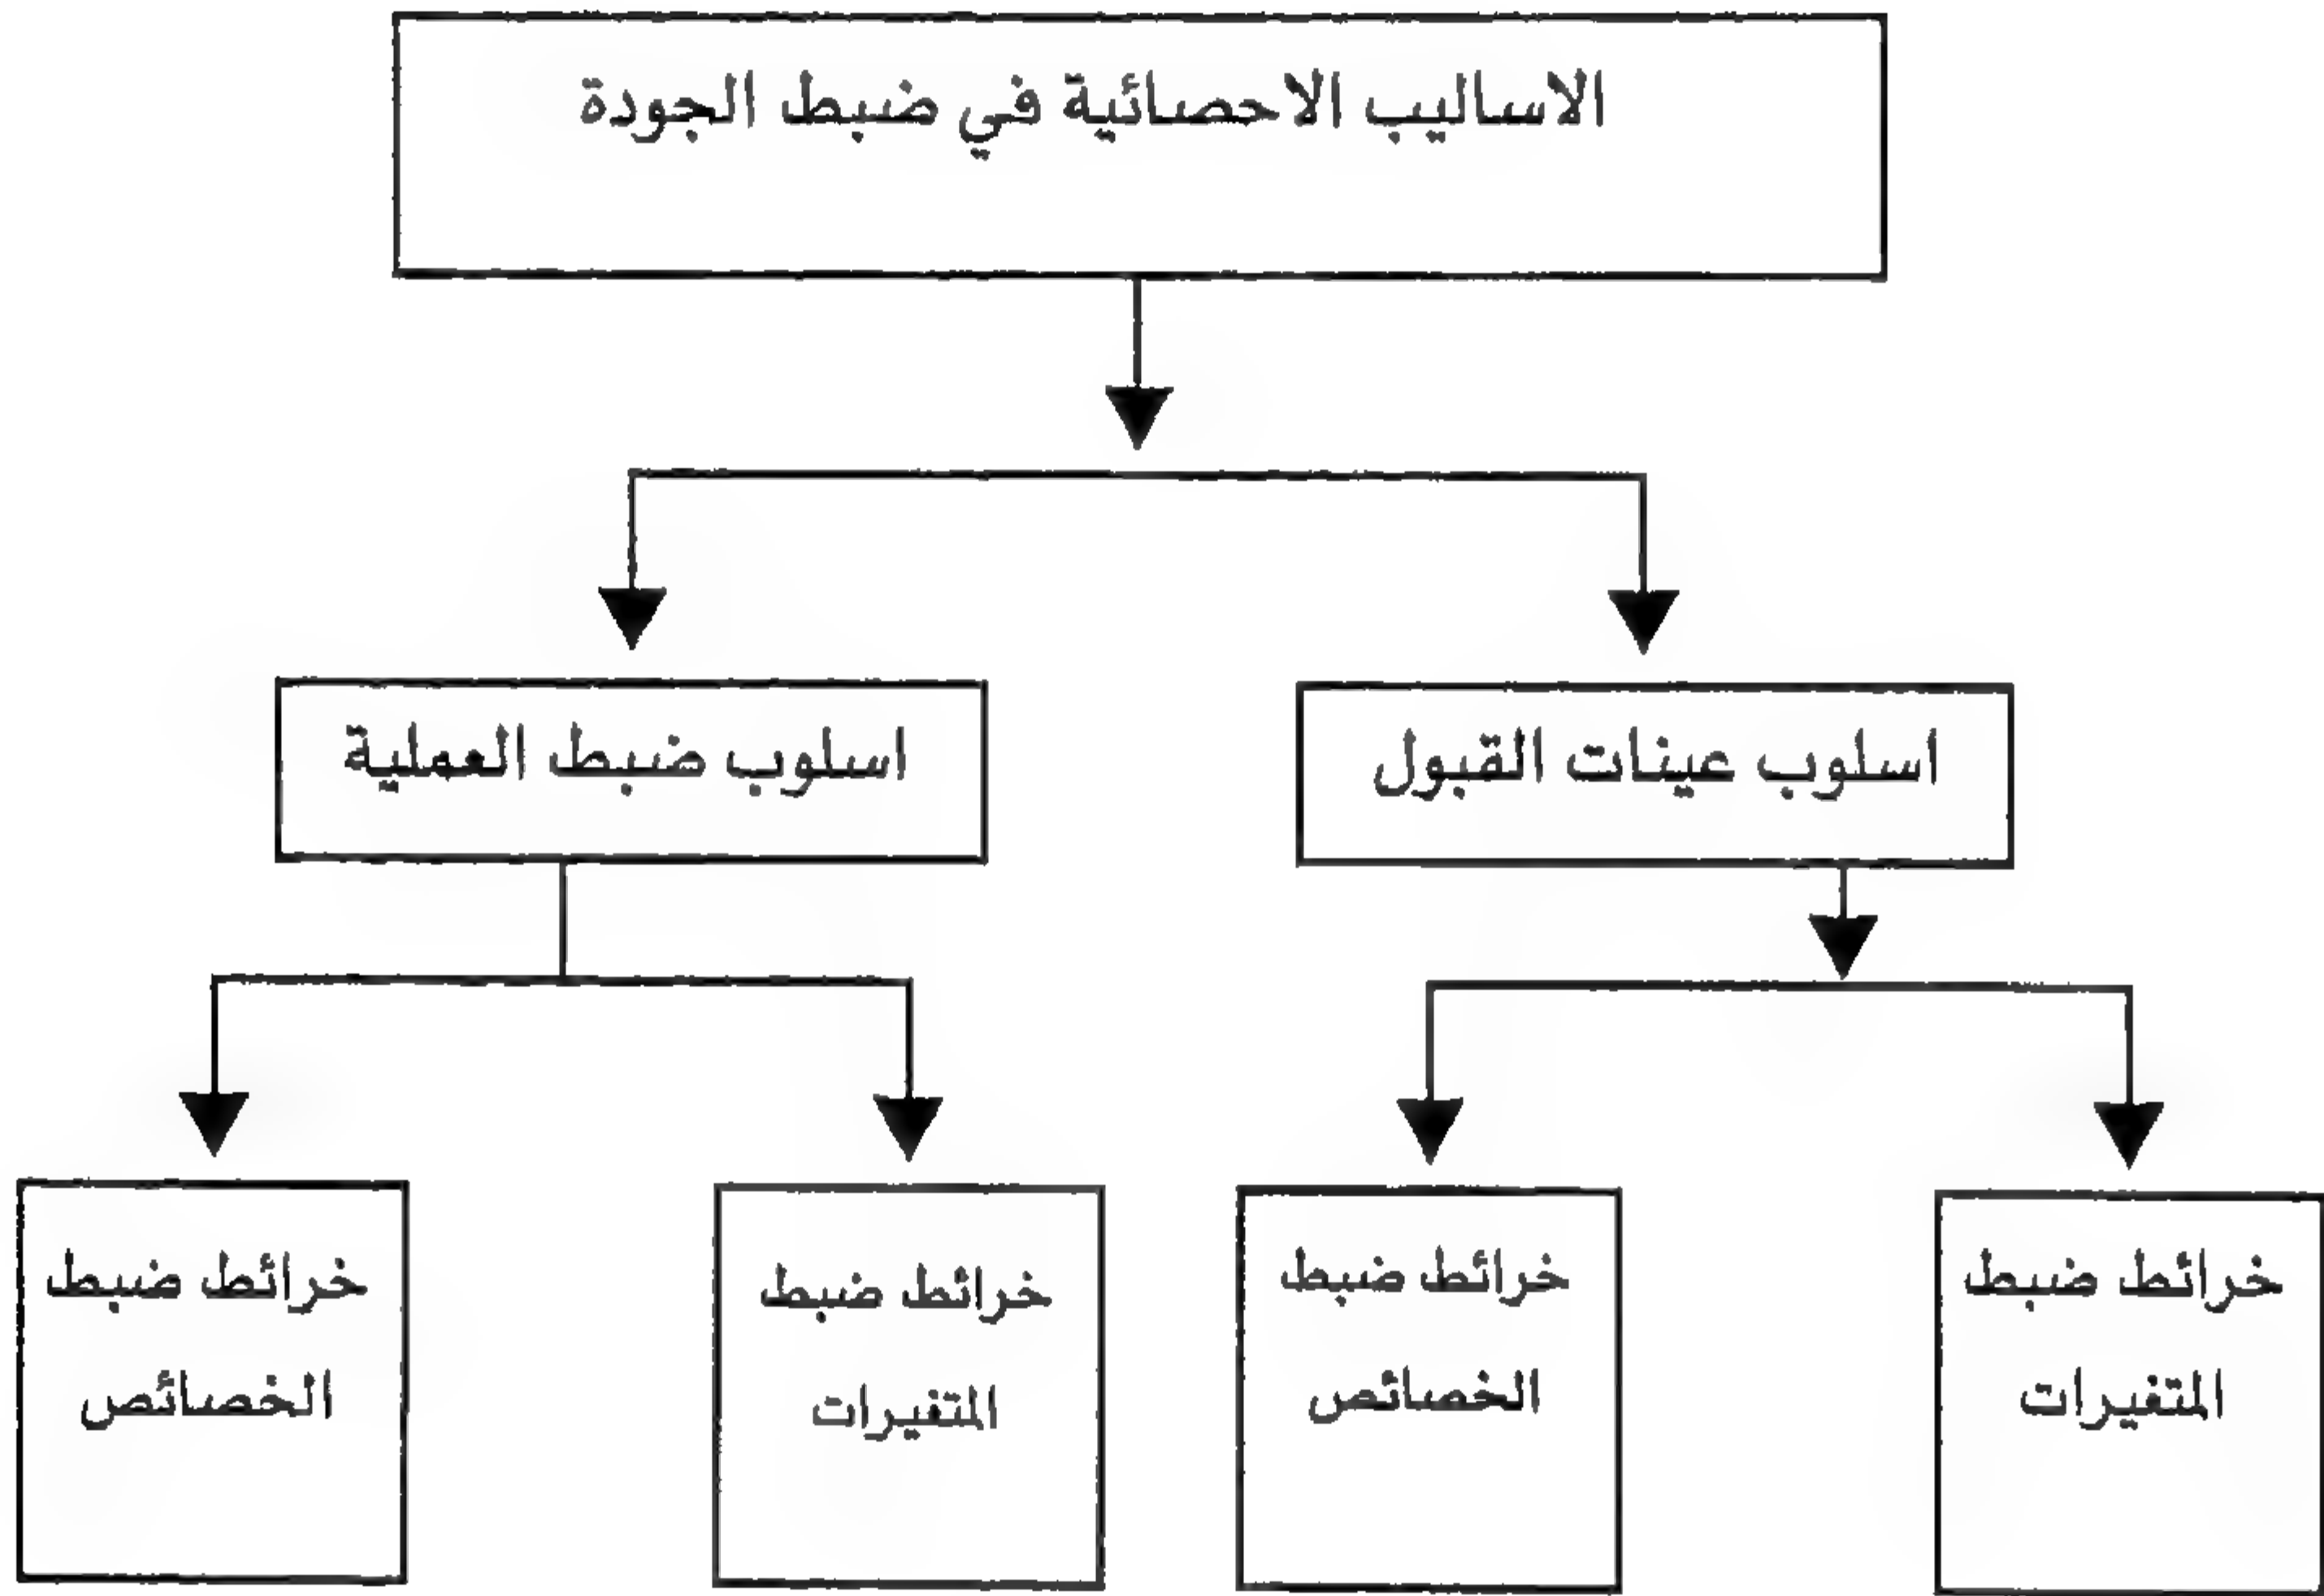 الاساليب الاحصائية في ضبط الجودة
اسلوب عينات القبول
اسلوب ضبط العملية
خرائط ضبط
المتغيرات
خرائط ضبط
الخصائص
خرائط ضبط
المتغيرات
خرائط ضبط
الخصائص